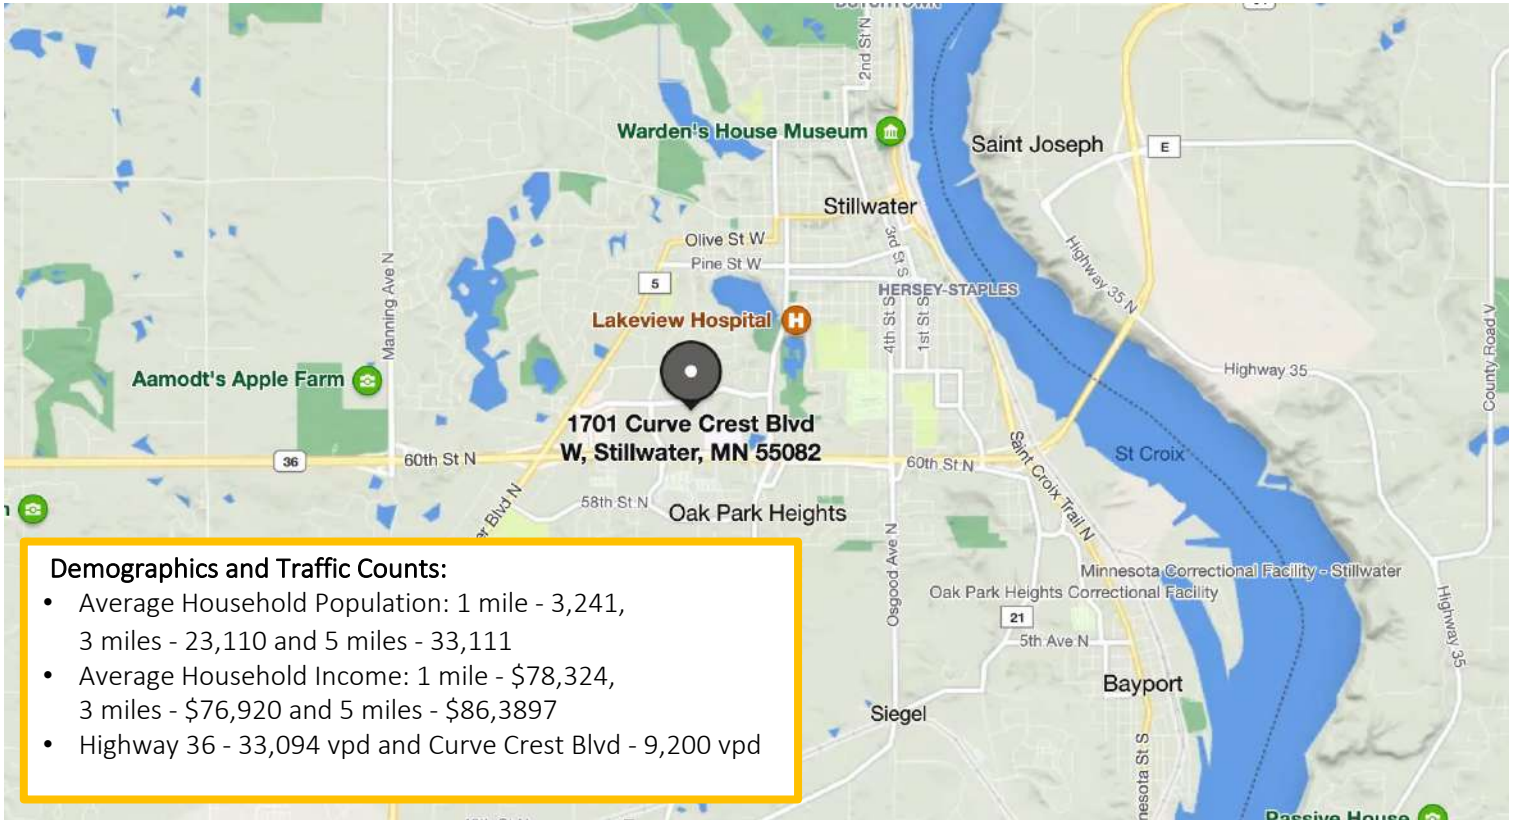 2nd St N
Warden's House Museum
Saint Joseph
E
Stillwater
Olive St W
Pine St W
3rd St S
Highway 35 N
5
HERSEY-STAPLES
Manning Ave N
Lakeview Hospital
H
4th St S
1st St S
County Road V
Aamodt's Apple Farm
Highway 35
1701 Curve Crest Blvd
W, Stillwater, MN 55082
36
60th St N
60th St N
St Croix
Saint Croix Trail N
58th St N
Oak Park Heights
Blvd N
Osgood Ave N
Minnesota Correctional Facility - Stillwater
Oak Park Heights Correctional Facility
21
5th Ave N
Highway 35
Bayport
Siegel
St S
Passive House
Demographics and Traffic Counts:
• Average Household Population: 1 mile - 3,241,
3 miles - 23,110 and 5 miles - 33,111
• Average Household Income: 1 mile - $78,324,
3 miles - $76,920 and 5 miles - $86,3897
• Highway 36 - 33,094 vpd and Curve Crest Blvd - 9,200 vpd